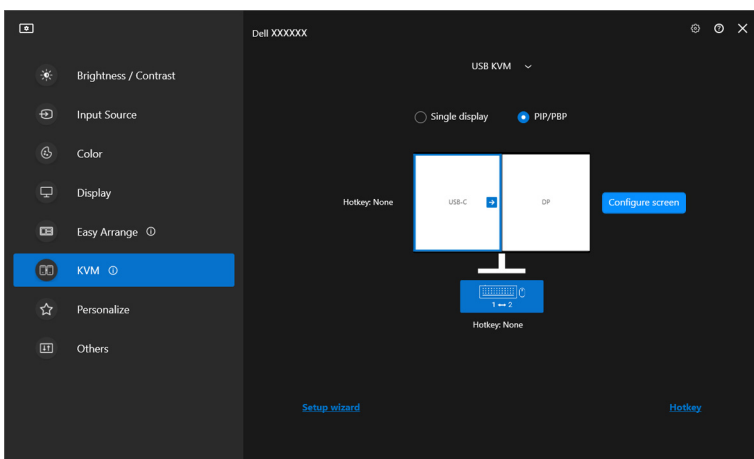 Dell XXXXXX
Brightness / Contrast
Input Source
Color
Display
Easy Arrange
KVM
Personalize
Others
USB KVM
Single display
PIP/PBP
Hotkey: None
USB-C
DP
Configure screen
1 ↔ 2
Hotkey: None
Setup wizard
Hotkey